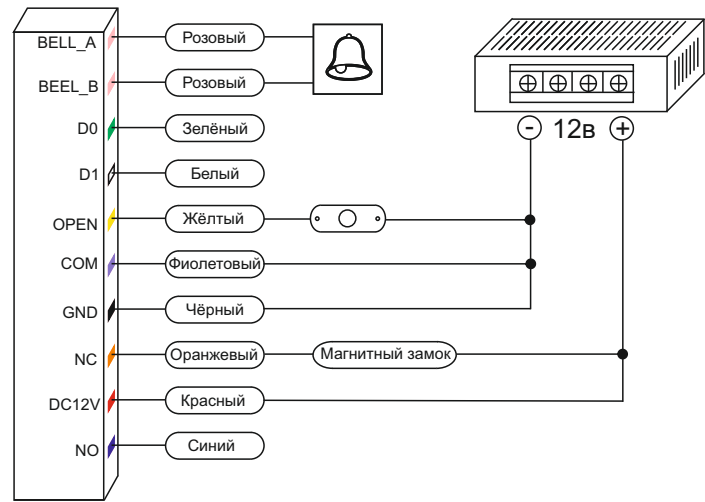 BELL_A Розовый
BEEL_B Розовый
D0 Зелёный
D1 Белый
OPEN Жёлтый
COM Фиолетовый
GND Чёрный
NC Оранжевый Магнитный замок
DC12V Красный
NO Синий
- 12в +